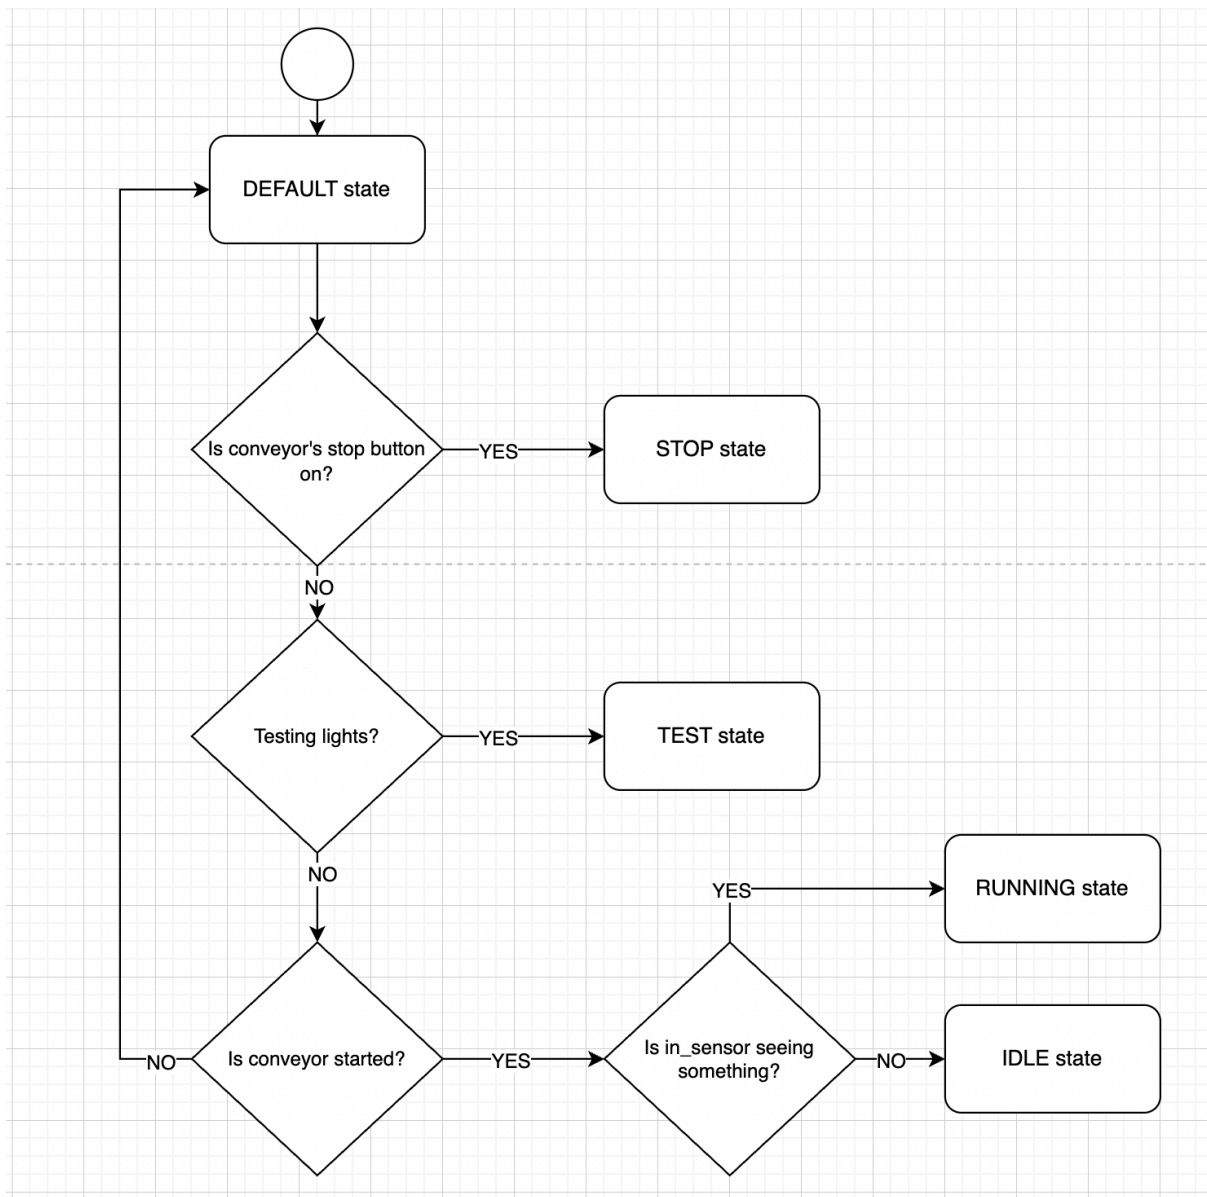 DEFAULT state
Is conveyor's stop button
on?
YES
STOP state
NO
Testing lights?
YES
TEST state
NO
YES
RUNNING state
Is conveyor started?
NO
YES
Is in_sensor seeing
something?
NO
IDLE state